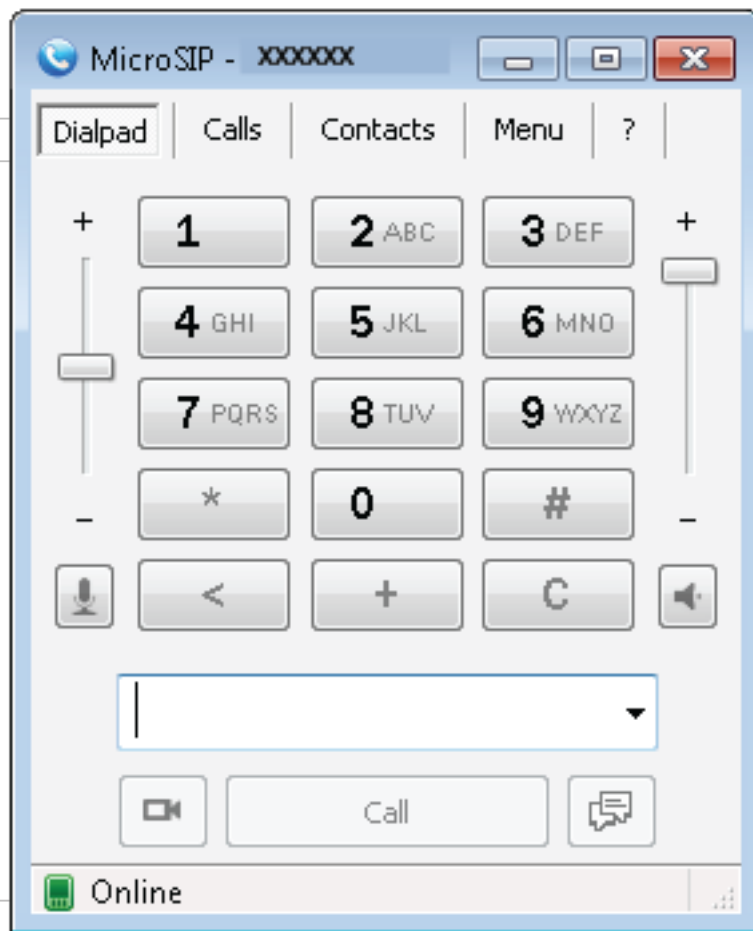 MicroSIP - XXXXXX
Dialpad Calls Contacts Menu ?
+ 1 2 ABC 3 DEF +
4 GHI 5 JKL 6 MNO
7 PQRS 8 TUV 9 WXYZ
- * 0 # -
< + C
Call
Online